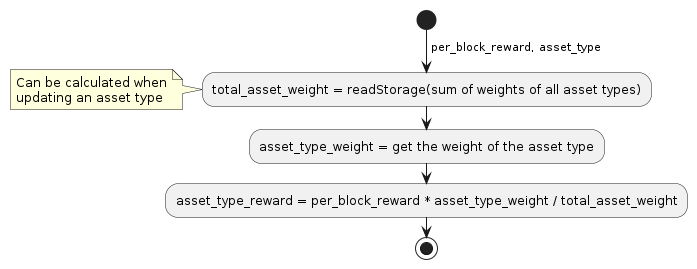 per_block_reward, asset_type
Can be calculated when
updating an asset type
total_asset_weight = readStorage(sum of weights of all asset types)
asset_type_weight = get the weight of the asset type
asset_type_reward = per_block_reward * asset_type_weight / total_asset_weight